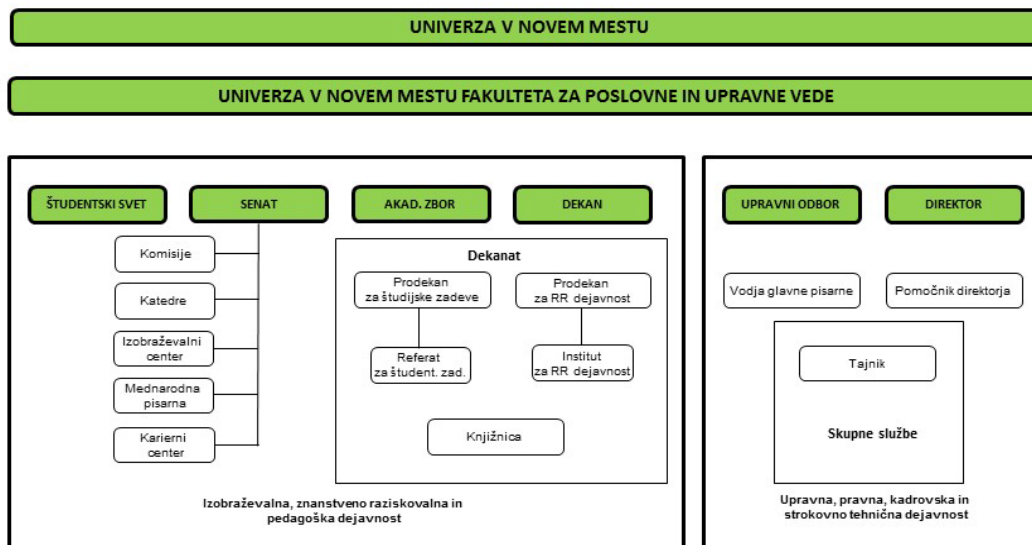 UNIVERZA V NOVEM MESTU
UNIVERZA V NOVEM MESTU FAKULTETA ZA POSLOVNE IN UPRAVNE VEDE
ŠTUDENTSKI SVET
SENAT
AKAD. ZBOR
DEKAN
UPRAVNI ODBOR
DIREKTOR
Komisije
Katedre
Izobraževalni
center
Mednarodna
pisarna
Karierni
center
Dekanat
Prodekan
za študijske zadeve
Prodekan
za RR dejavnost
Referat
za študent. zad.
Institut
za RR dejavnost
Knjižnica
Izobraževalna, znanstveno raziskovalna in
pedagoška dejavnost
Vodja glavne pisarne
Pomočnik direktorja
Tajnik
Skupne službe
Upravna, pravna, kadrovska in
strokovno tehnična dejavnost